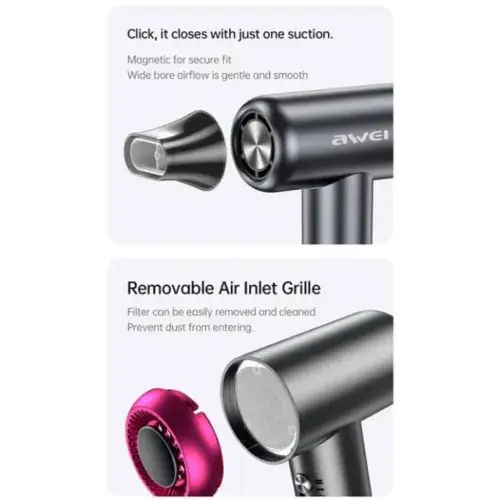 Click, it closes with just one suction.
Magnetic for secure fit
Wide bore airflow is gentle and smooth
awei
Removable Air Inlet Grille
Filter can be easily removed and cleaned
Prevent dust from entering.